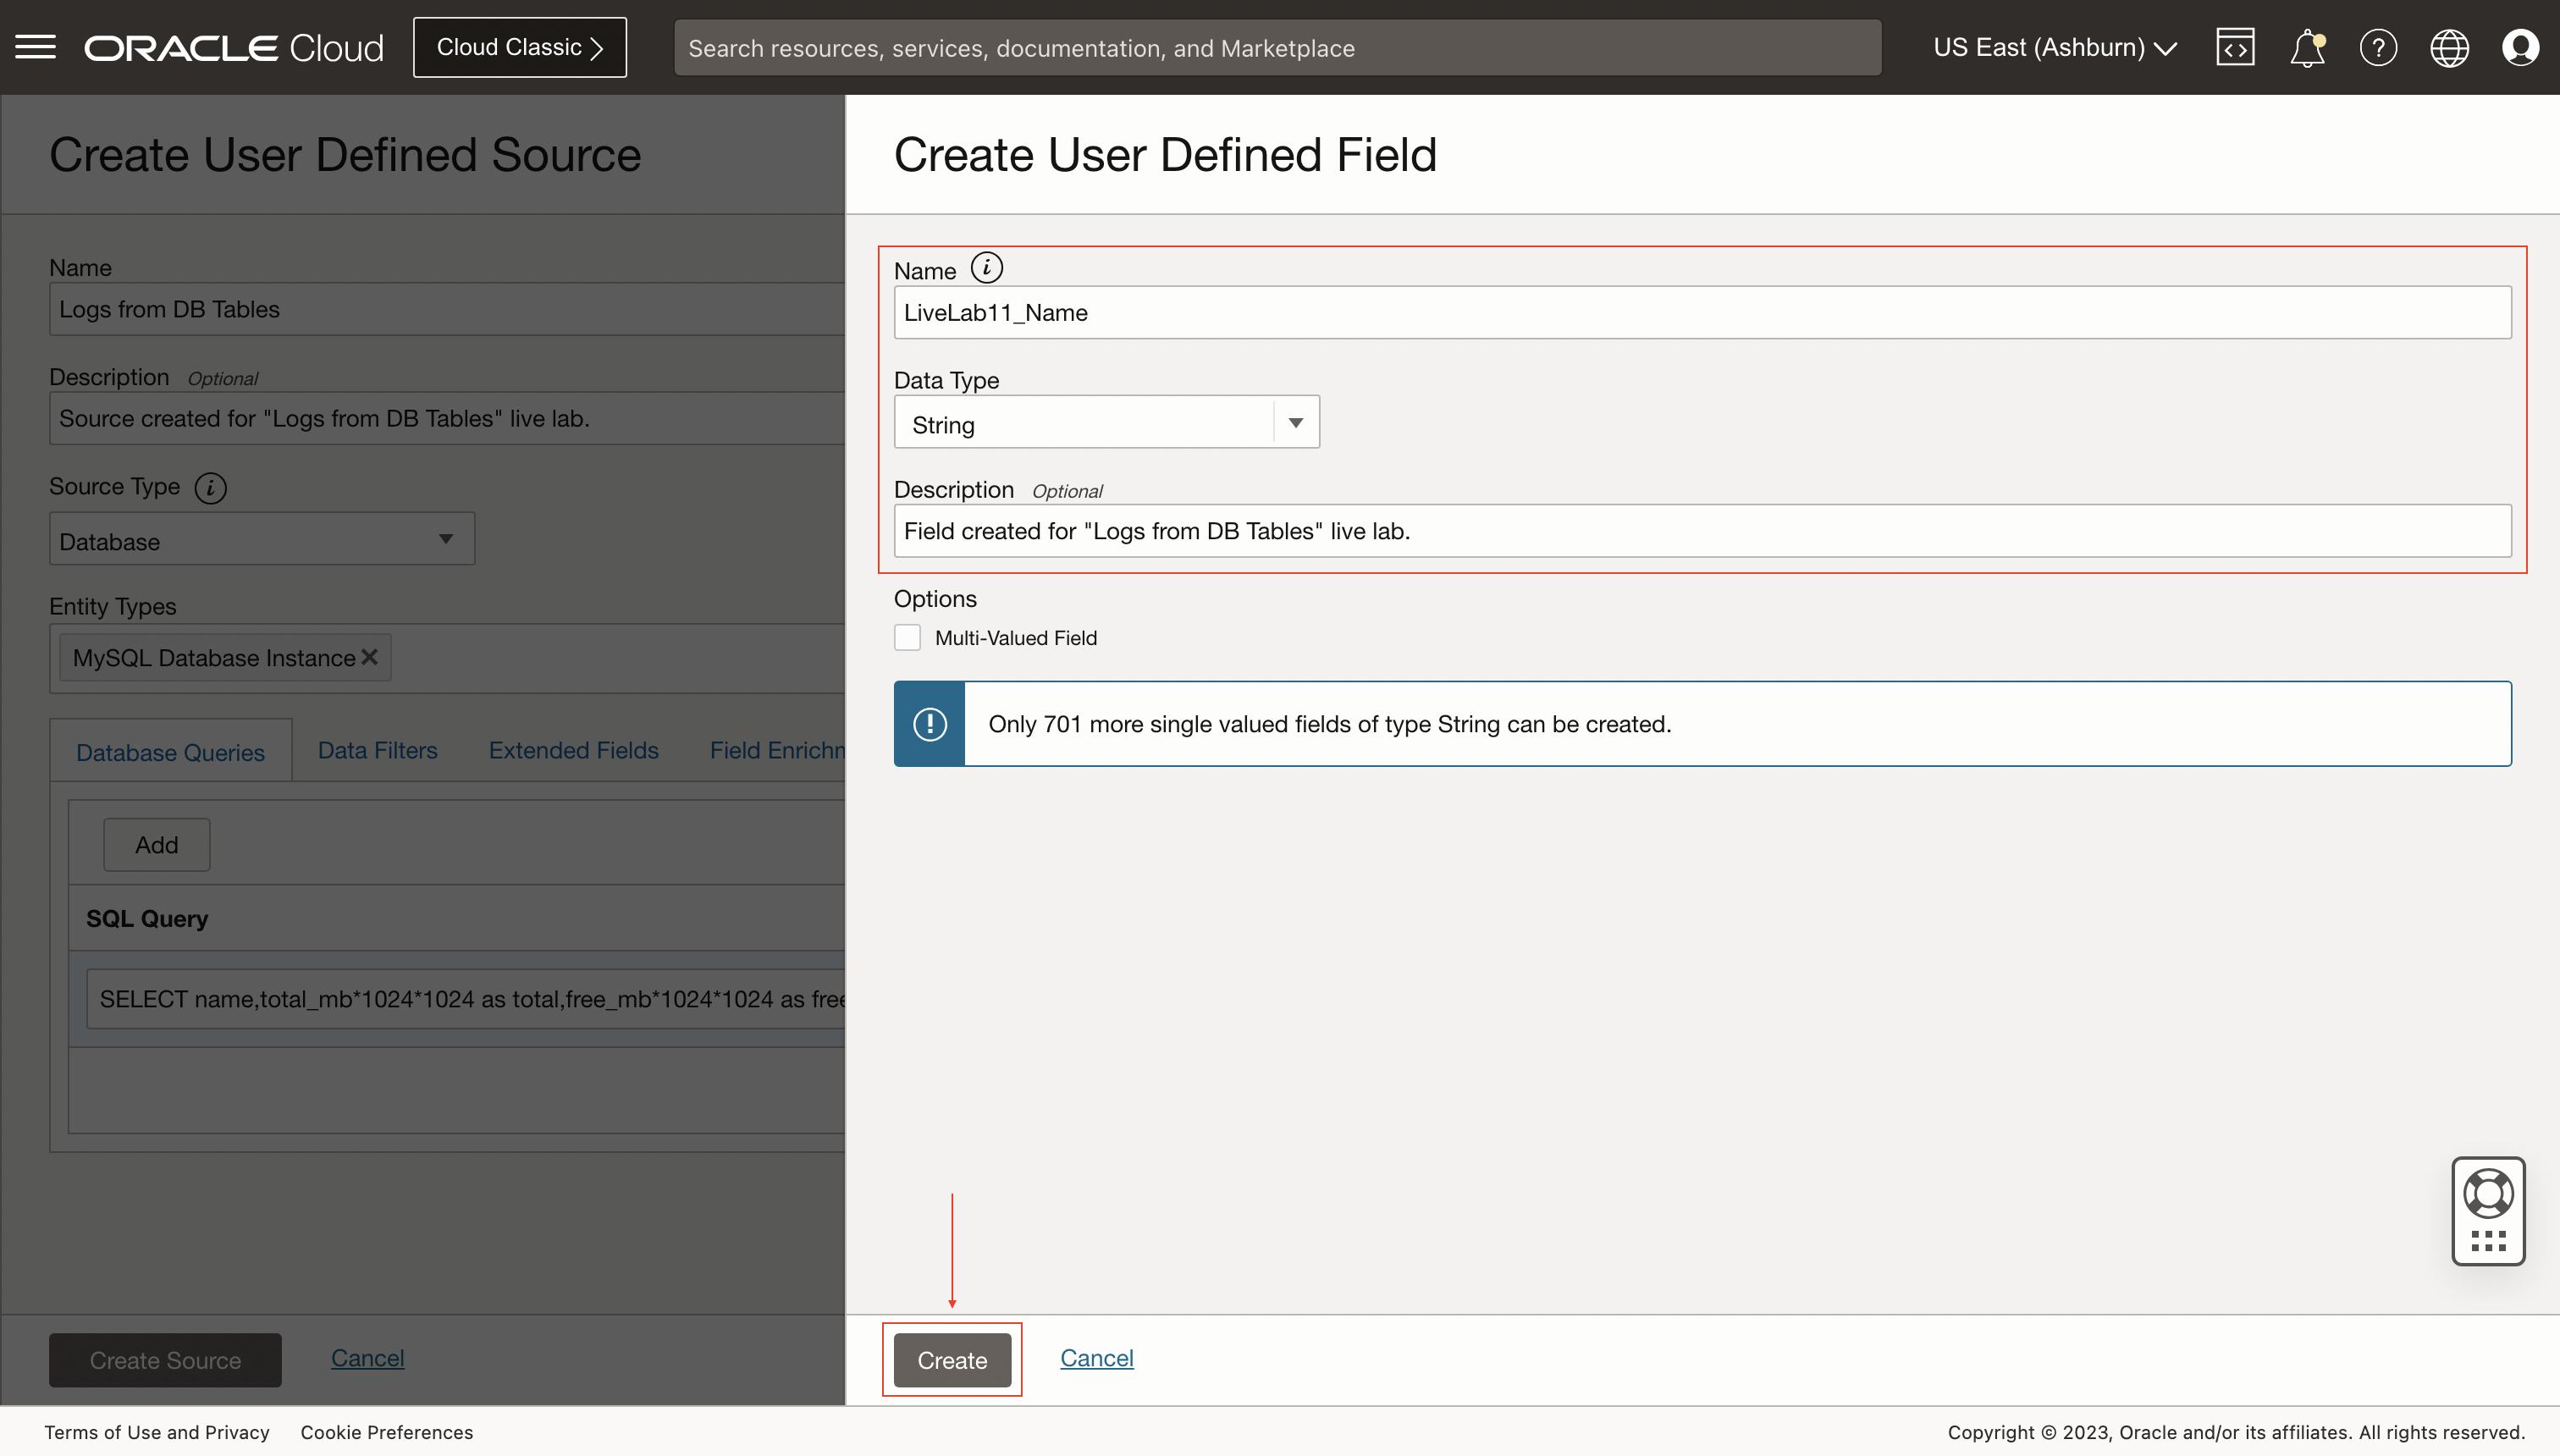 ORACLE Cloud
Cloud Classic
Search resources, services, documentation, and Marketplace
US East (Ashburn)
Create User Defined Source
Name
Logs from DB Tables
Description Optional
Source created for "Logs from DB Tables" live lab.
Source Type
Database
Entity Types
MySQL Database Instance
Database Queries
Data Filters
Extended Fields
Field Enrichm
Add
SQL Query
SELECT name,total_mb*1024*1024 as total,free_mb*1024*1024 as free
Create Source
Cancel
Create User Defined Field
Name
LiveLab11_Name
Data Type
String
Description Optional
Field created for "Logs from DB Tables" live lab.
Options
Multi-Valued Field
Only 701 more single valued fields of type String can be created.
Create
Cancel
Terms of Use and Privacy
Cookie Preferences
Copyright © 2023, Oracle and/or its affiliates. All rights reserved.